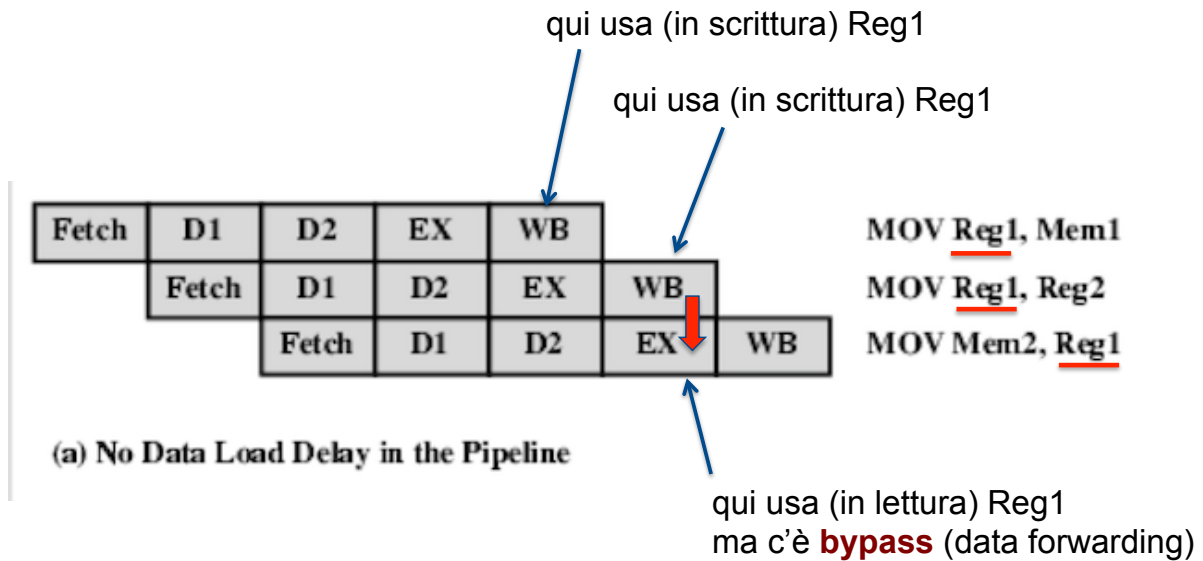 qui usa (in scrittura) Reg1
qui usa (in scrittura) Reg1
Fetch D1 D2 EX WB MOV Reg1, Mem1
Fetch D1 D2 EX WB MOV Reg1, Reg2
Fetch D1 D2 EX WB MOV Mem2, Reg1
(a) No Data Load Delay in the Pipeline
qui usa (in lettura) Reg1
ma c'è bypass (data forwarding)